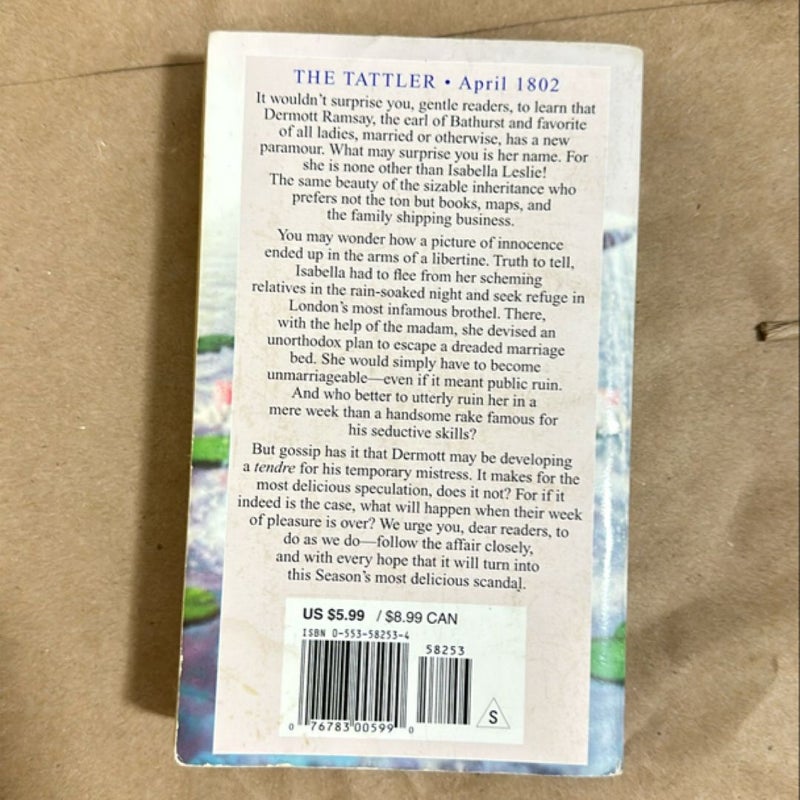 THE TATTLER • April 1802
It wouldn't surprise you, gentle readers, to learn that
Dermott Ramsay, the earl of Bathurst and favorite
of all ladies, married or otherwise, has a new
paramour. What may surprise you is her name. For
she is none other than Isabella Leslie!
The same beauty of the sizable inheritance who
prefers not the ton but books, maps, and
the family shipping business.
You may wonder how a picture of innocence
ended up in the arms of a libertine. Truth to tell,
Isabella had to flee from her scheming
relatives in the rain-soaked night and seek refuge in
London's most infamous brothel. There,
with the help of the madam, she devised an
unorthodox plan to escape a dreaded marriage
bed. She would simply have to become
unmarriageable—even if it meant public ruin.
And who better to utterly ruin her in a
mere week than a handsome rake famous for
his seductive skills?
But gossip has it that Dermott may be developing
a tendre for his temporary mistress. It makes for the
most delicious speculation, does it not? For if it
indeed is the case, what will happen when their week
of pleasure is over? We urge you, dear readers, to
do as we do—follow the affair closely,
and with every hope that it will turn into
this Season's most delicious scandal.
US $5.99 / $8.99 CAN
ISBN 0-553-58253-4
58253
S
0 76783 00599 0